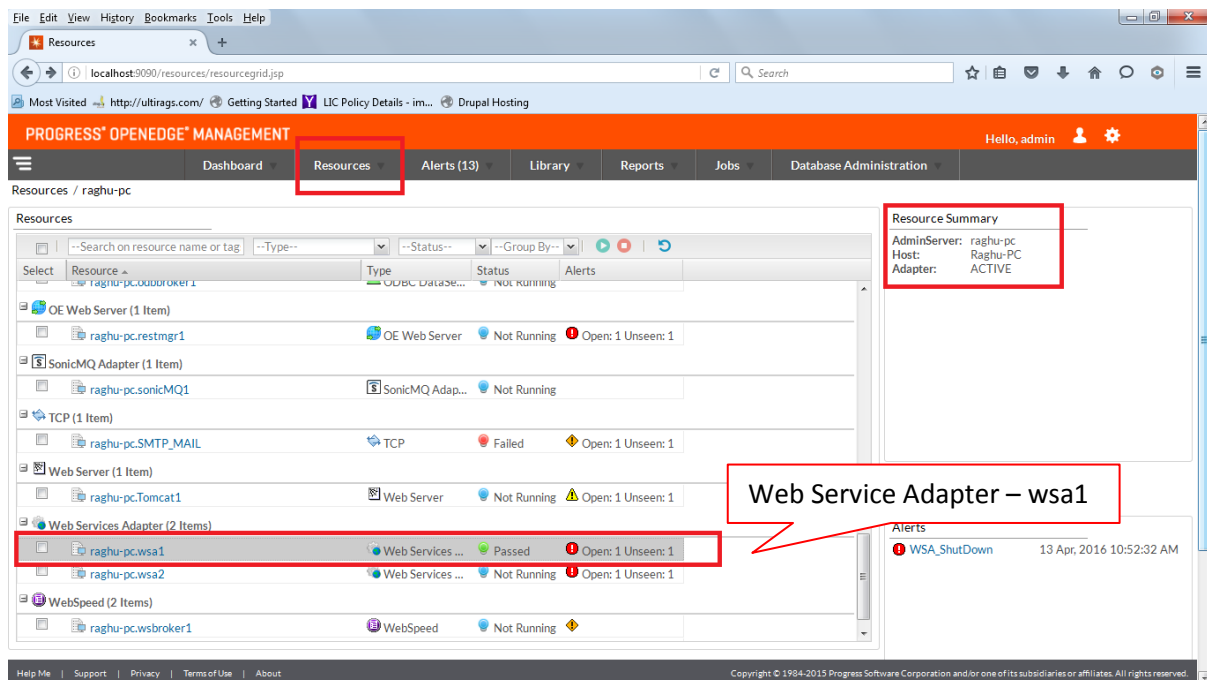 File Edit View History Bookmarks Tools Help
Resources × +
localhost:9090/resources/resourcegrid.jsp Search
Most Visited http://ultirags.com/ Getting Started LIC Policy Details - im... Drupal Hosting
PROGRESS® OPENEDGE® MANAGEMENT
Hello, admin
Dashboard Resources Alerts (13) Library Reports Jobs Database Administration
Resources / raghu-pc
Resources
--Search on resource name or tag --Type-- --Status-- --Group By--
Select Resource Type Status Alerts
raghu-pc.odbbroker1 ODBC DataSe... Not Running
OE Web Server (1 Item)
raghu-pc.restmgr1 OE Web Server Not Running Open: 1 Unseen: 1
SonicMQ Adapter (1 Item)
raghu-pc.sonicMQ1 SonicMQ Adap... Not Running
TCP (1 Item)
raghu-pc.SMTP_MAIL TCP Failed Open: 1 Unseen: 1
Web Server (1 Item)
raghu-pc.Tomcat1 Web Server Not Running Open: 1 Unseen: 1
Web Services Adapter (2 Items)
raghu-pc.wsa1 Web Services ... Passed Open: 1 Unseen: 1
raghu-pc.wsa2 Web Services ... Not Running Open: 1 Unseen: 1
WebSpeed (2 Items)
raghu-pc.wsbroker1 WebSpeed Not Running
Resource Summary
AdminServer: raghu-pc
Host: Raghu-PC
Adapter: ACTIVE
Web Service Adapter – wsa1
Alerts
WSA_ShutDown 13 Apr, 2016 10:52:32 AM
Help Me | Support | Privacy | Terms of Use | About
Copyright © 1984-2015 Progress Software Corporation and/or one of its subsidiaries or affiliates. All rights reserved.